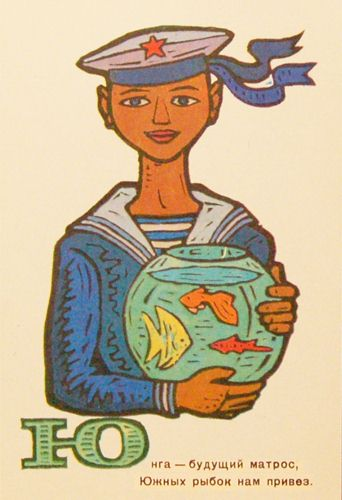 Юнга — будущий матрос,
Южных рыбок нам привез.